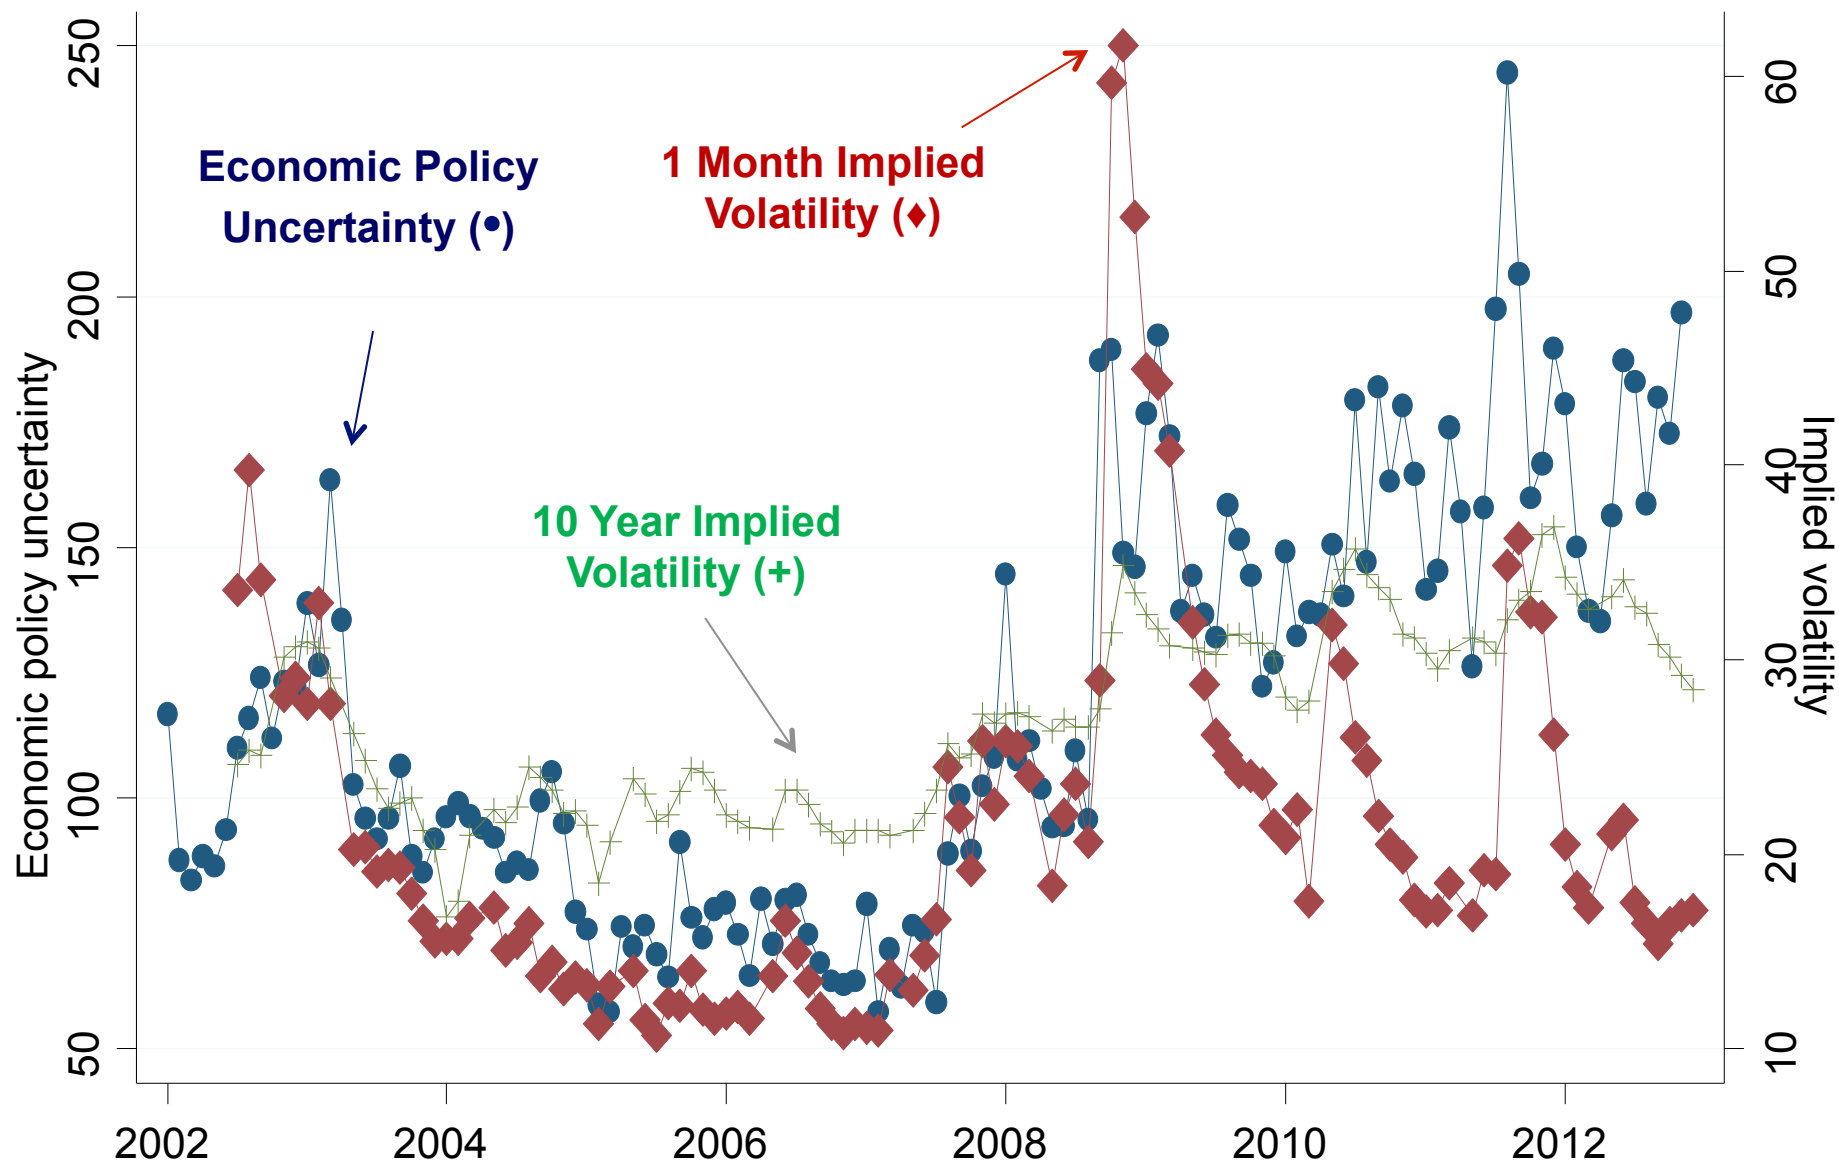 Economic Policy
Uncertainty (•)
1 Month Implied
Volatility (♦)
10 Year Implied
Volatility (+)
Economic policy uncertainty
250
200
150
100
50
Implied volatility
60
50
40
30
20
10
2002 2004 2006 2008 2010 2012